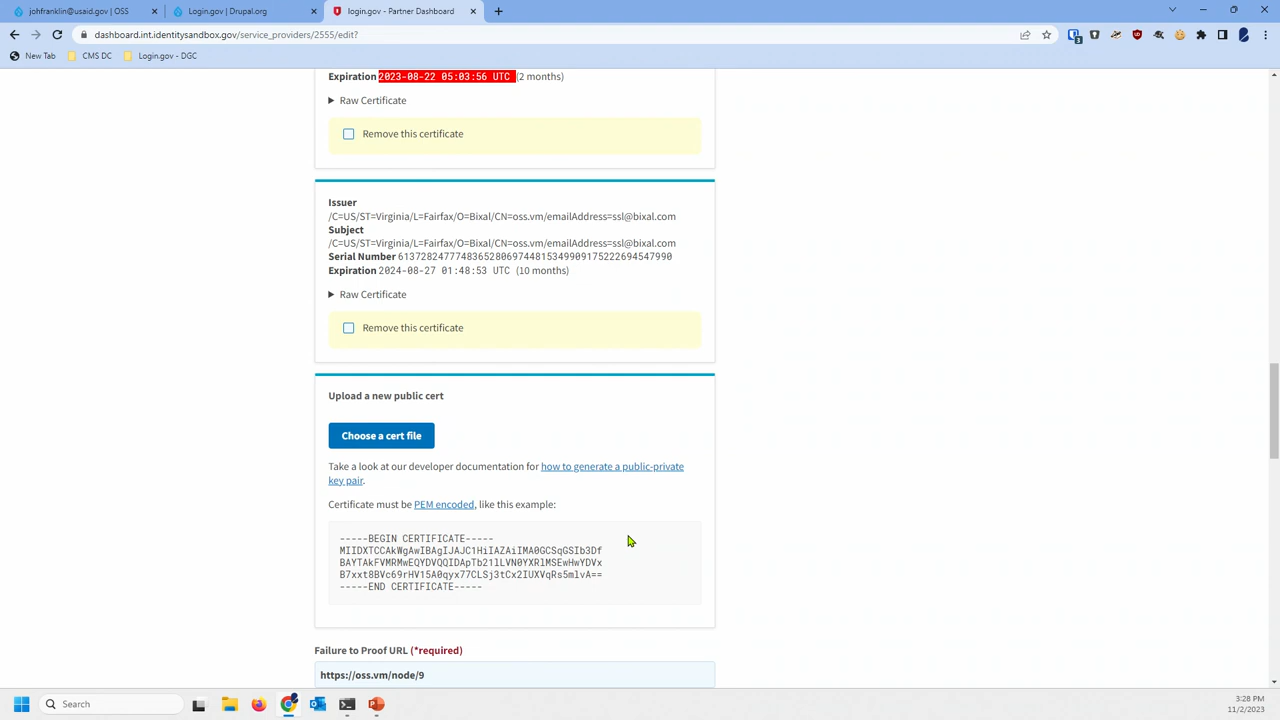 johfranklin@usaid.gov | OSS
Login.gov | Drupal.org
login.gov - Partner Dashboard
dashboard.int.identitysandbox.gov/service_providers/2555/edit?
New Tab
CMS DC
Login.gov - DGC
Expiration 2023-08-22 05:03:56 UTC (2 months)
Raw Certificate
Remove this certificate
Issuer
/C=US/ST=Virginia/L=Fairfax/O=Bixal/CN=oss.vm/emailAddress=ssl@bixal.com
Subject
/C=US/ST=Virginia/L=Fairfax/O=Bixal/CN=oss.vm/emailAddress=ssl@bixal.com
Serial Number 613728247774836528069744815349909175222694547990
Expiration 2024-08-27 01:48:53 UTC (10 months)
Raw Certificate
Remove this certificate
Upload a new public cert
Choose a cert file
Take a look at our developer documentation for how to generate a public-private
key pair.
Certificate must be PEM encoded, like this example:
-----BEGIN CERTIFICATE-----
MIIDXTCCAkWgAwIBAgIJAJC1HiIAZAiIMA0GCSqGSIb3Df
BAYTAkFVMRMwEQYDVQQIDApTb21lLVN0YXRlMSEwHwYDVx
B7xxt8BVc69rHV15A0qyx77CLSj3tCx2IUXVqRs5mlvA==
-----END CERTIFICATE-----
Failure to Proof URL (*required)
https://oss.vm/node/9
Search
3:28 PM
11/2/2023